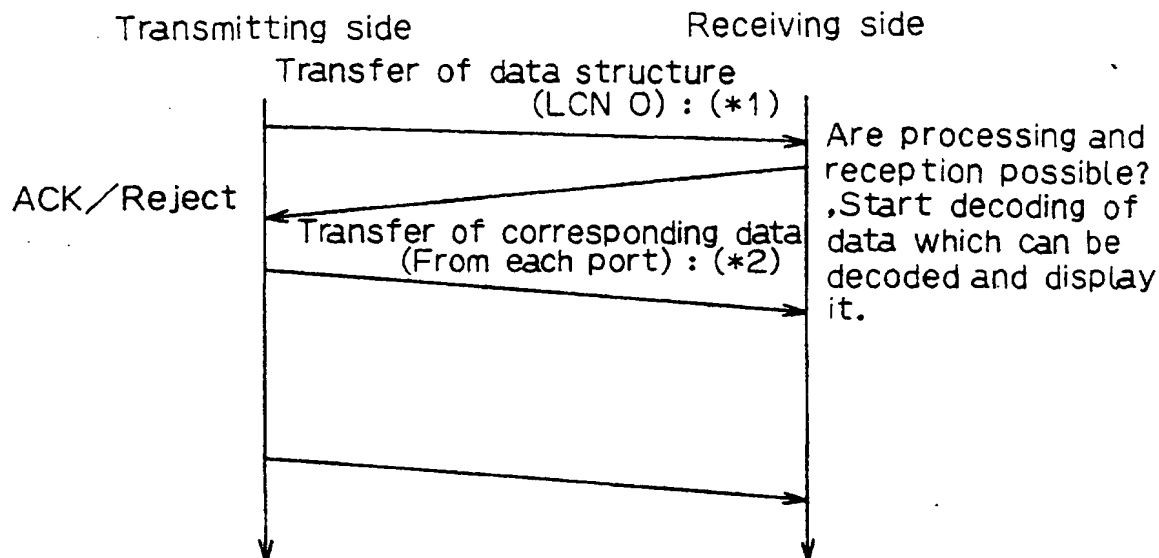 Transmitting side
Receiving side
Transfer of data structure
(LCN 0) : (*1)
Are processing and
reception possible?
,Start decoding of
data which can be
decoded and display
it.
ACK/Reject
Transfer of corresponding data
(From each port) : (*2)